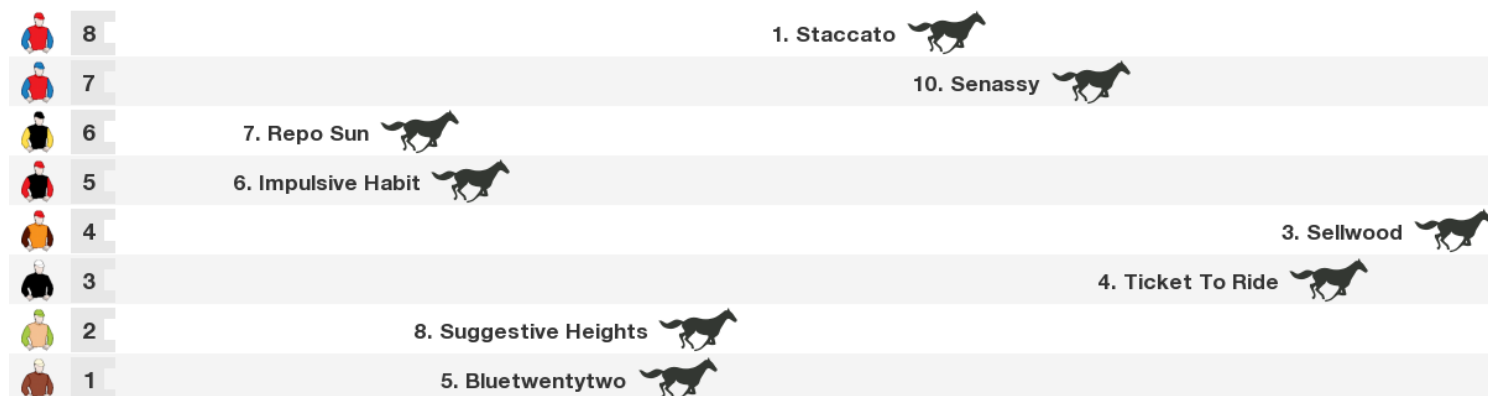 8 1. Staccato
7 10. Senassy
6 7. Repo Sun
5 6. Impulsive Habit
4 3. Sellwood
3 4. Ticket To Ride
2 8. Suggestive Heights
1 5. Bluetwentytwo